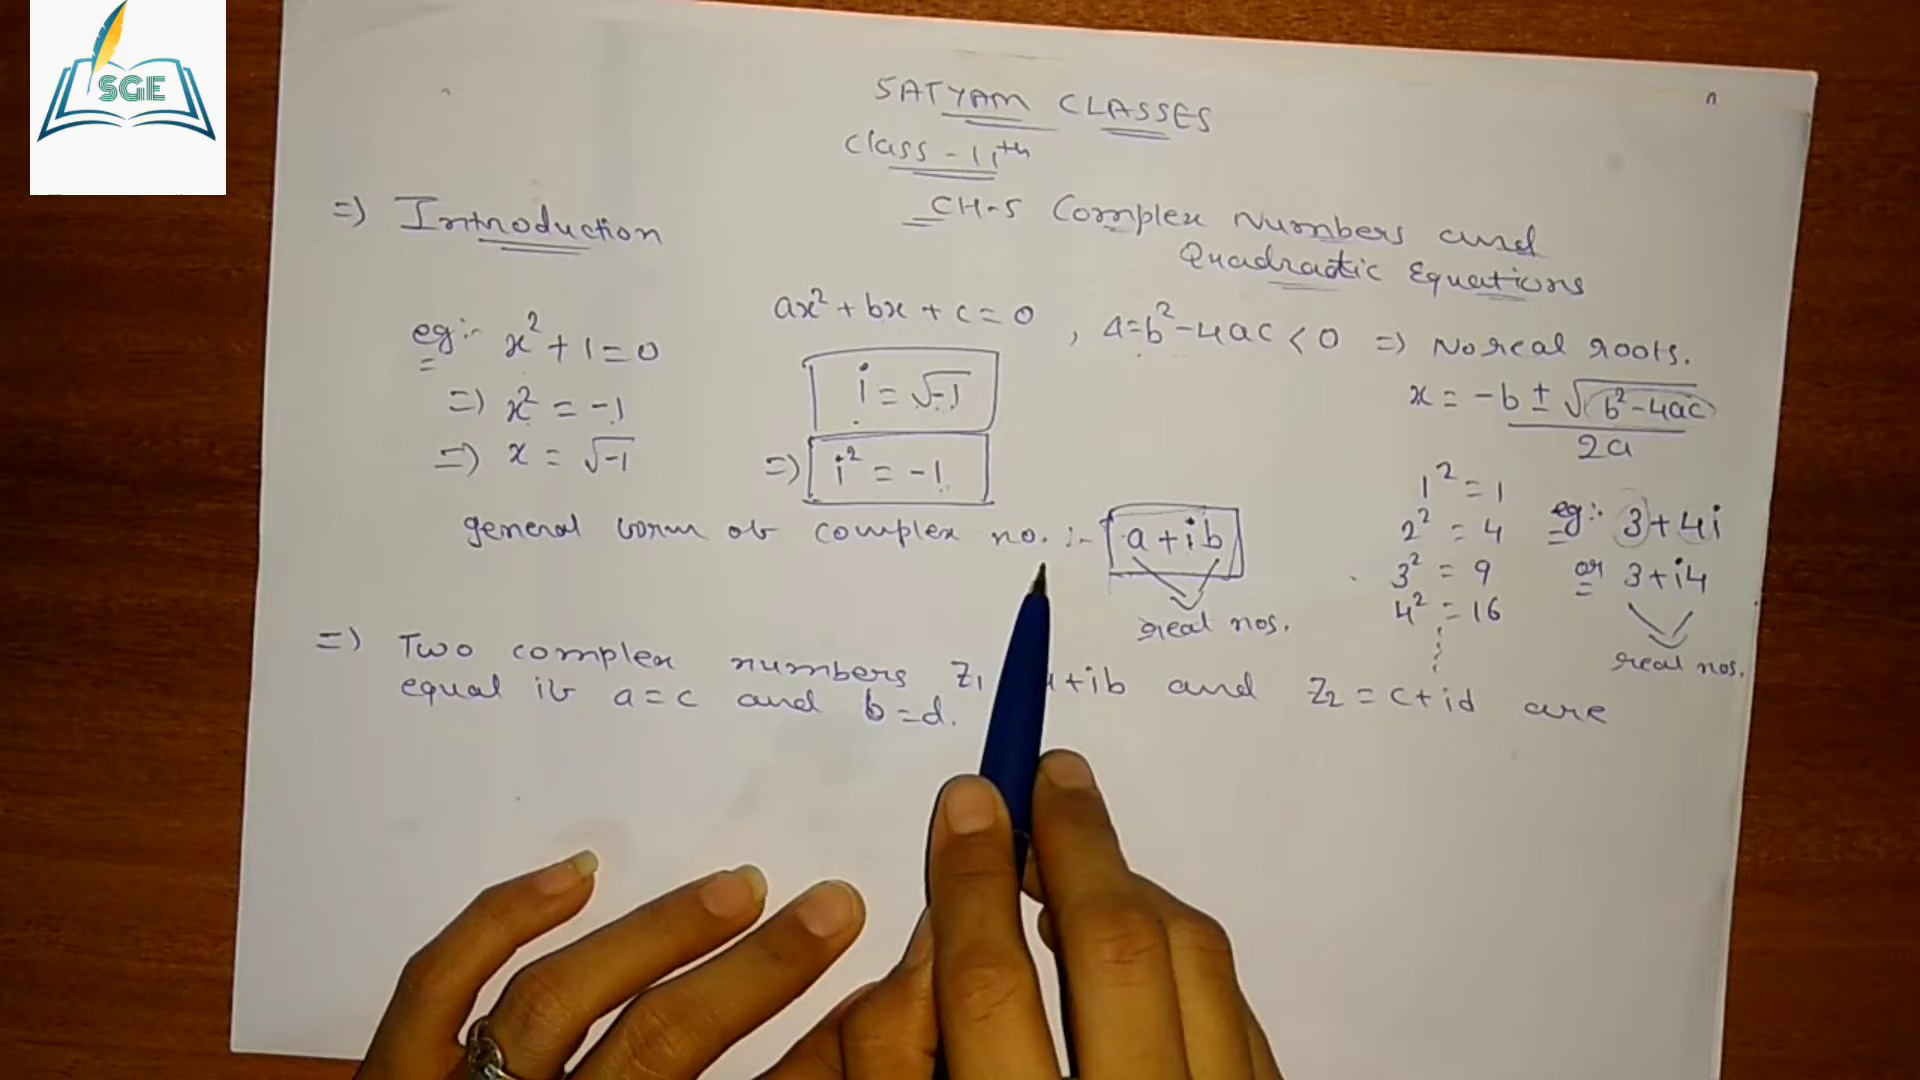 SGE
SATYAM CLASSES
Class - 11th
CH-5 Complex Numbers and
Quadratic Equations
=) Introduction
ax² + bx + c = 0 , Δ = b² - 4ac < 0 =) No real roots.
eg:- x² + 1 = 0
=) x² = -1
=) x = √-1
i = √-1
=) i² = -1
x = -b ± √b² - 4ac
2a
general form of complex no. :- a + ib
real nos.
1² = 1
2² = 4
3² = 9
4² = 16
eg:- 3 + 4i
or 3 + i4
real nos.
=) Two complex numbers Z₁ + ib and Z₂ = c + id are
equal if a = c and b = d.